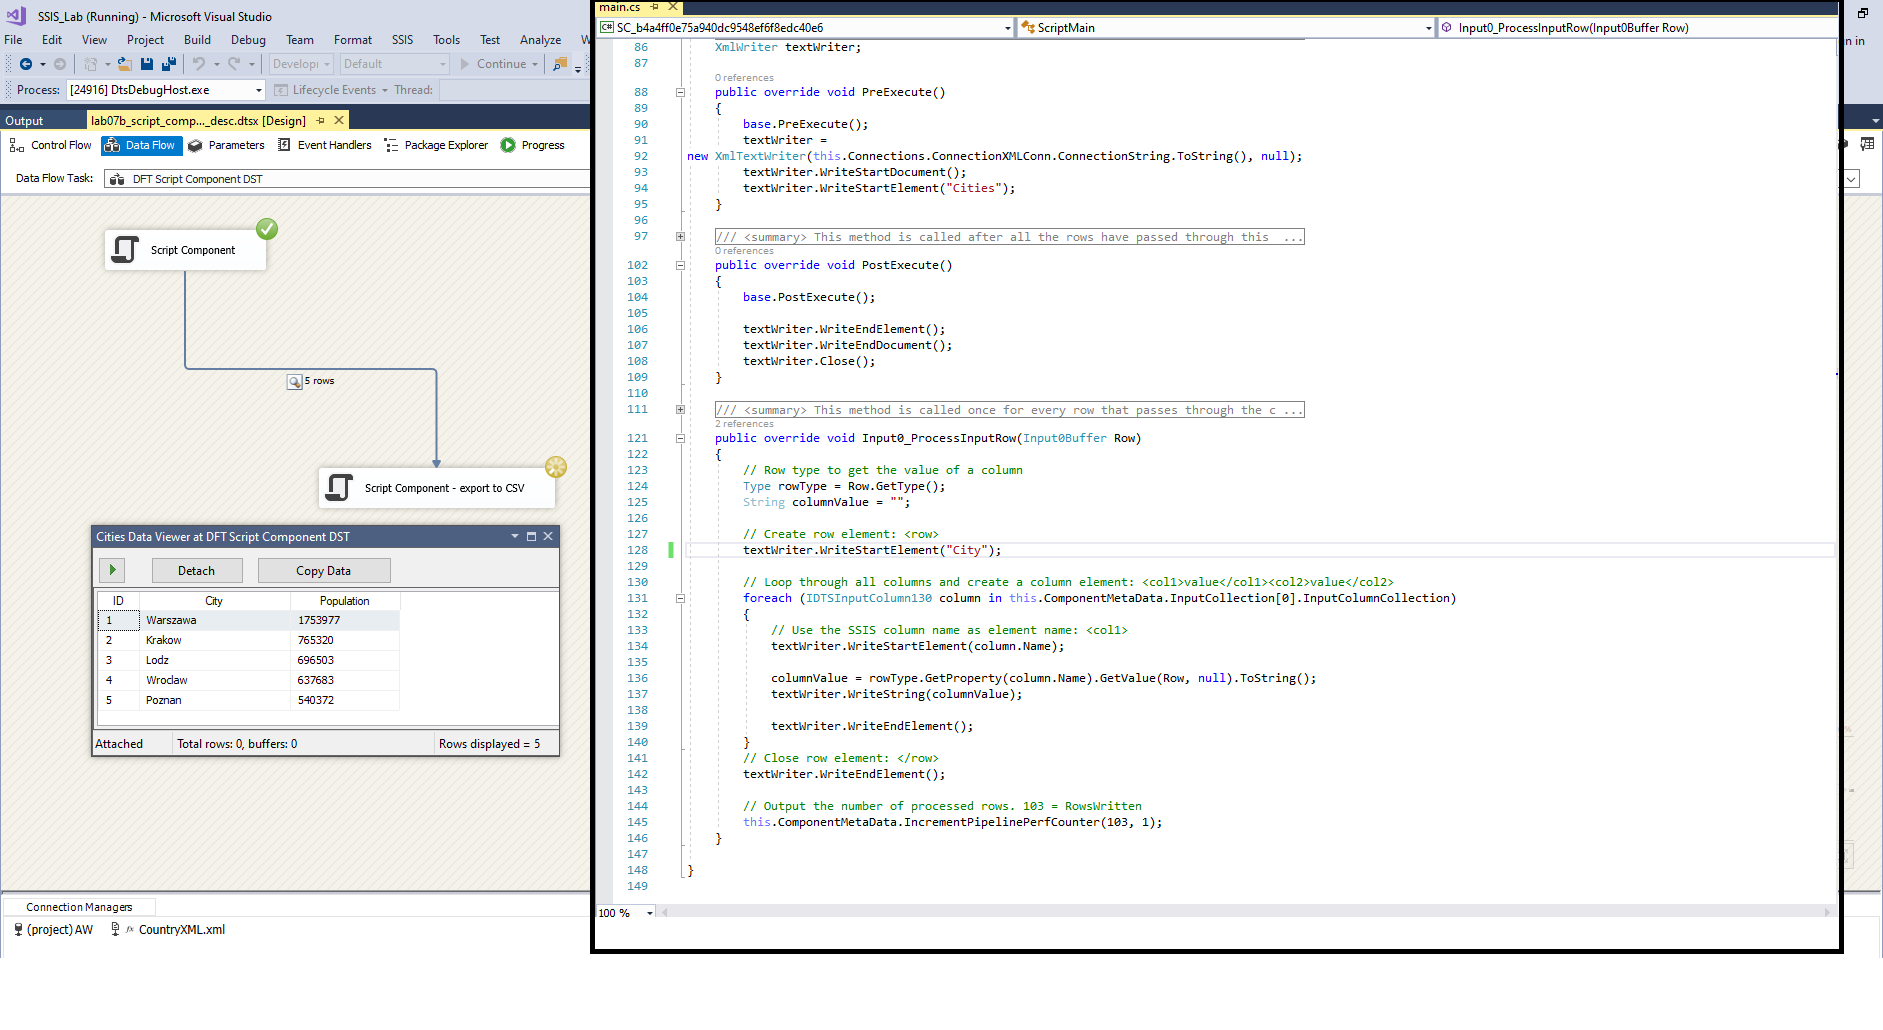 SSIS_Lab (Running) - Microsoft Visual Studio
File Edit View Project Build Debug Team Format SSIS Tools Test Analyze W
Develop Default Continue
Process: [24916] DtsDebugHost.exe Lifecycle Events Thread:
Output lab07b_script_comp..._desc.dtsx [Design]
Control Flow Data Flow Parameters Event Handlers Package Explorer Progress
Data Flow Task: DFT Script Component DST
Script Component
5 rows
Script Component - export to CSV
Cities Data Viewer at DFT Script Component DST
Detach Copy Data
ID City Population
1 Warszawa 1753977
2 Krakow 765320
3 Lodz 696503
4 Wroclaw 637683
5 Poznan 540372
Attached Total rows: 0, buffers: 0 Rows displayed = 5
Connection Managers
(project) AW fx CountryXML.xml
main.cs
C# SC_b4a4ff0e75a940dc9548ef6f8edc40e6 ScriptMain Input0_ProcessInputRow(Input0Buffer Row)
n in
86 XmlWriter textWriter;
87
0 references
88 public override void PreExecute()
89 {
90 base.PreExecute();
91 textWriter =
92 new XmlTextWriter(this.Connections.ConnectionXMLConn.ConnectionString.ToString(), null);
93 textWriter.WriteStartDocument();
94 textWriter.WriteStartElement("Cities");
95 }
96
97 /// <summary> This method is called after all the rows have passed through this ...
0 references
102 public override void PostExecute()
103 {
104 base.PostExecute();
105
106 textWriter.WriteEndElement();
107 textWriter.WriteEndDocument();
108 textWriter.Close();
109 }
110
111 /// <summary> This method is called once for every row that passes through the c ...
2 references
121 public override void Input0_ProcessInputRow(Input0Buffer Row)
122 {
123 // Row type to get the value of a column
124 Type rowType = Row.GetType();
125 String columnValue = "";
126
127 // Create row element: <row>
128 textWriter.WriteStartElement("City");
129
130 // Loop through all columns and create a column element: <col1>value</col1><col2>value</col2>
131 foreach (IDTSInputColumn130 column in this.ComponentMetaData.InputCollection[0].InputColumnCollection)
132 {
133 // Use the SSIS column name as element name: <col1>
134 textWriter.WriteStartElement(column.Name);
135
136 columnValue = rowType.GetProperty(column.Name).GetValue(Row, null).ToString();
137 textWriter.WriteString(columnValue);
138
139 textWriter.WriteEndElement();
140 }
141 // Close row element: </row>
142 textWriter.WriteEndElement();
143
144 // Output the number of processed rows. 103 = RowsWritten
145 this.ComponentMetaData.IncrementPipelinePerfCounter(103, 1);
146 }
147
148 }
149
100 %